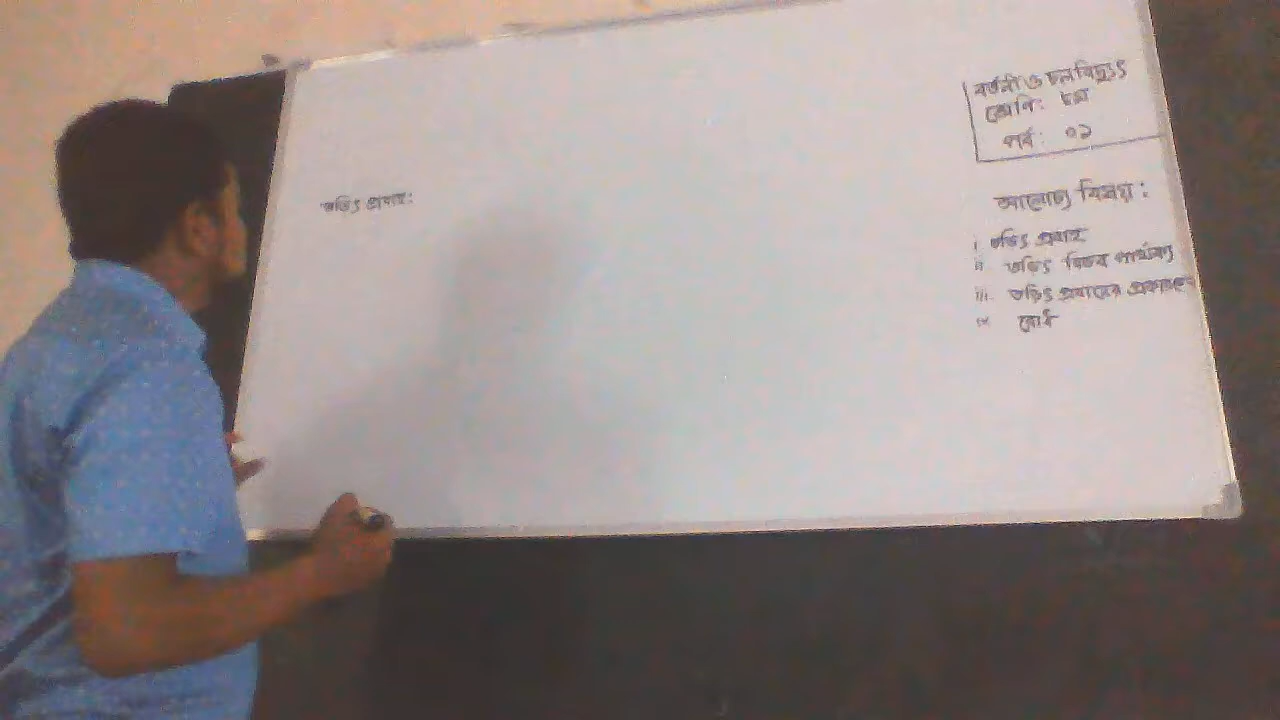 বর্তনী ও চলবিদ্যুৎ
শ্রেণি: ৮ম
পর্ব: ০১
তড়িৎ প্রবাহ:
আলোচ্য বিষয়:
i তড়িৎ প্রবাহ
ii তড়িৎ বিভব পার্থক্য
iii. তড়িৎ প্রবাহের প্রকারভেদ
iv রোধ